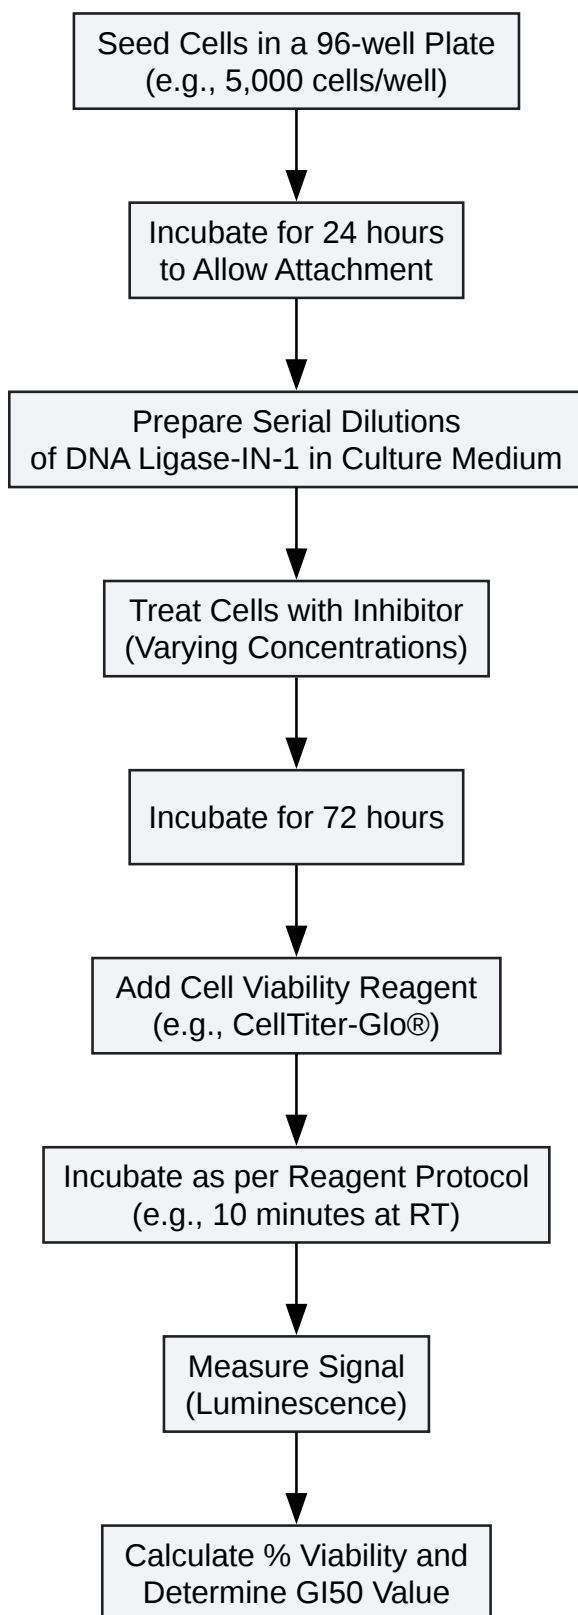 Seed Cells in a 96-well Plate
(e.g., 5,000 cells/well)
Incubate for 24 hours
to Allow Attachment
Prepare Serial Dilutions
of DNA Ligase-IN-1 in Culture Medium
Treat Cells with Inhibitor
(Varying Concentrations)
Incubate for 72 hours
Add Cell Viability Reagent
(e.g., CellTiter-Glo®)
Incubate as per Reagent Protocol
(e.g., 10 minutes at RT)
Measure Signal
(Luminescence)
Calculate % Viability and
Determine GI50 Value